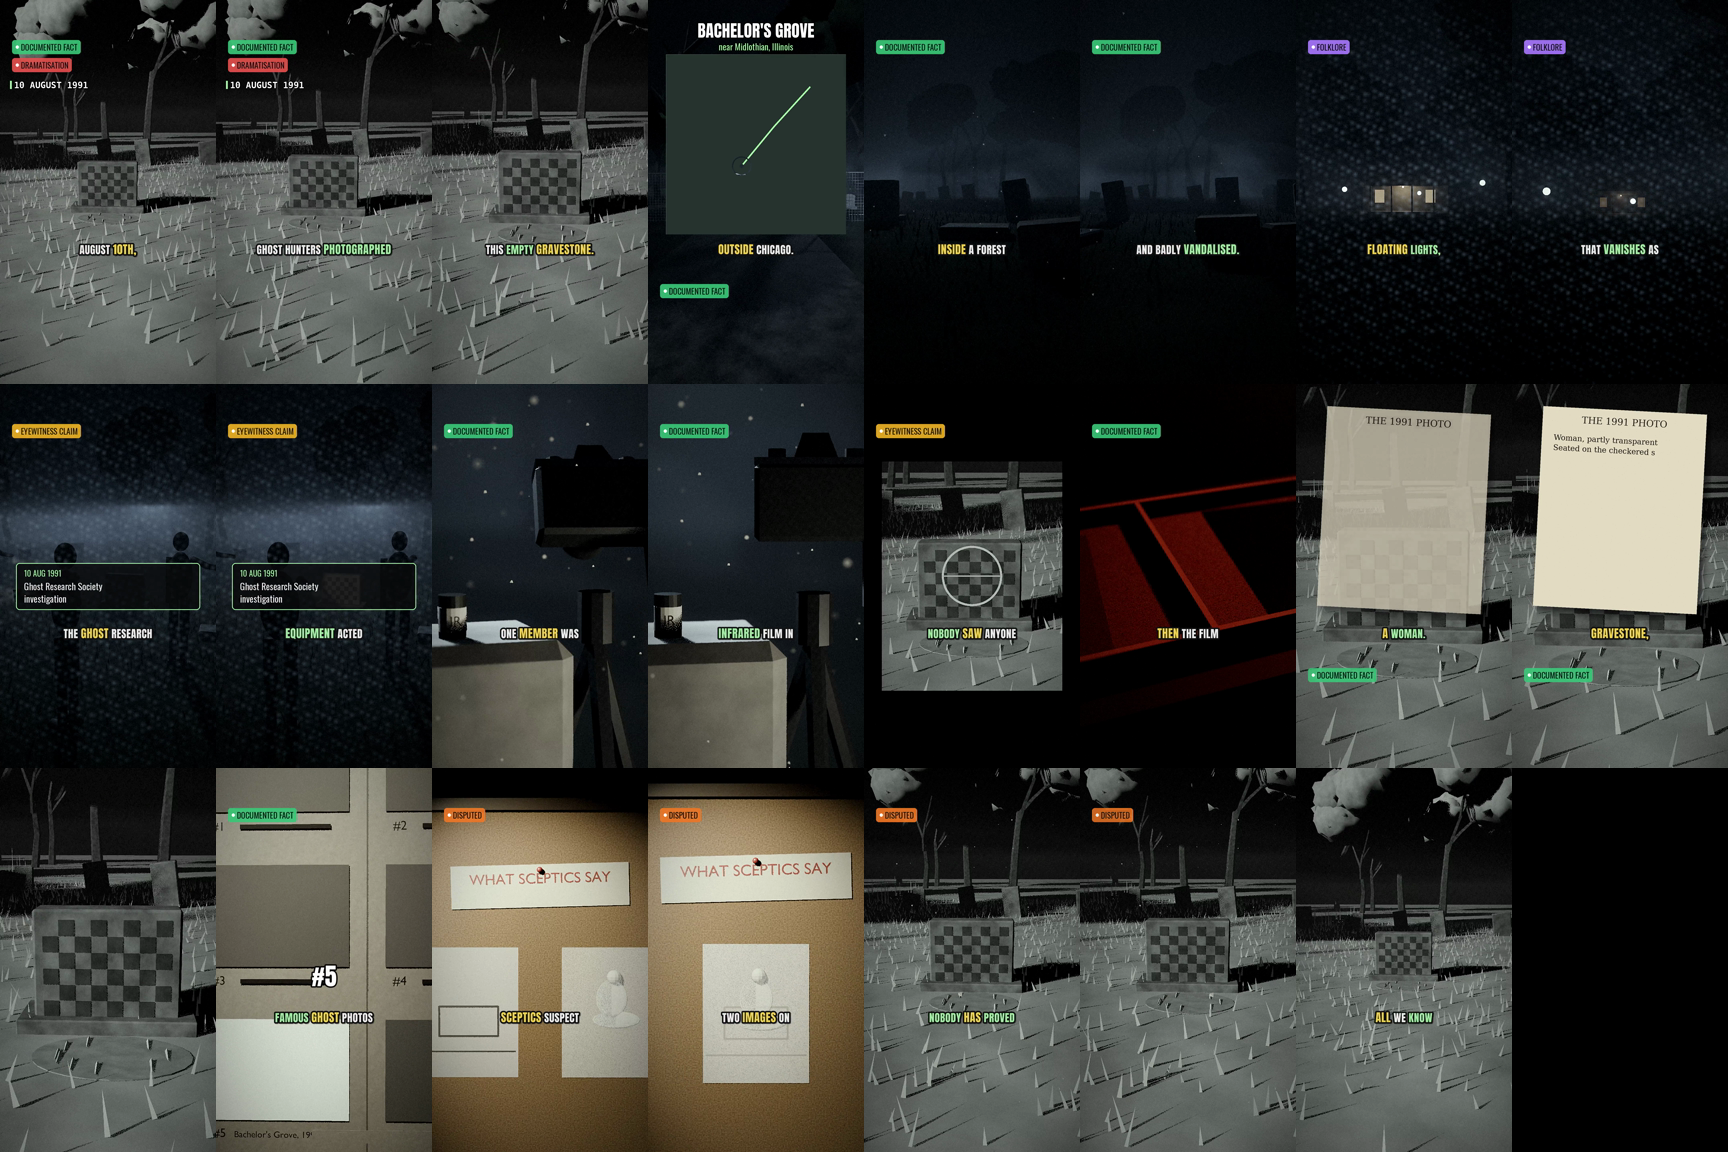 DOCUMENTED FACT
DRAMATISATION
10 AUGUST 1991
AUGUST 10TH,
DOCUMENTED FACT
DRAMATISATION
10 AUGUST 1991
GHOST HUNTERS PHOTOGRAPHED
THIS EMPTY GRAVESTONE.
BACHELOR'S GROVE
near Midlothian, Illinois
OUTSIDE CHICAGO.
DOCUMENTED FACT
DOCUMENTED FACT
INSIDE A FOREST
DOCUMENTED FACT
AND BADLY VANDALISED.
FOLKLORE
FLOATING LIGHTS,
FOLKLORE
THAT VANISHES AS
EYEWITNESS CLAIM
10 AUG 1991
Ghost Research Society
investigation
THE GHOST RESEARCH
EYEWITNESS CLAIM
10 AUG 1991
Ghost Research Society
investigation
EQUIPMENT ACTED
DOCUMENTED FACT
ONE MEMBER WAS
DOCUMENTED FACT
INFRARED FILM IN
EYEWITNESS CLAIM
NOBODY SAW ANYONE
DOCUMENTED FACT
THEN THE FILM
THE 1991 PHOTO
A WOMAN.
DOCUMENTED FACT
THE 1991 PHOTO
Woman, partly transparent
Seated on the checkered s
GRAVESTONE,
DOCUMENTED FACT
DOCUMENTED FACT
#1
#2
#3
#4
#5
FAMOUS GHOST PHOTOS
#5 Bachelor's Grove, 19
DISPUTED
WHAT SCEPTICS SAY
SCEPTICS SUSPECT
DISPUTED
WHAT SCEPTICS SAY
TWO IMAGES ON
DISPUTED
NOBODY HAS PROVED
DISPUTED
ALL WE KNOW